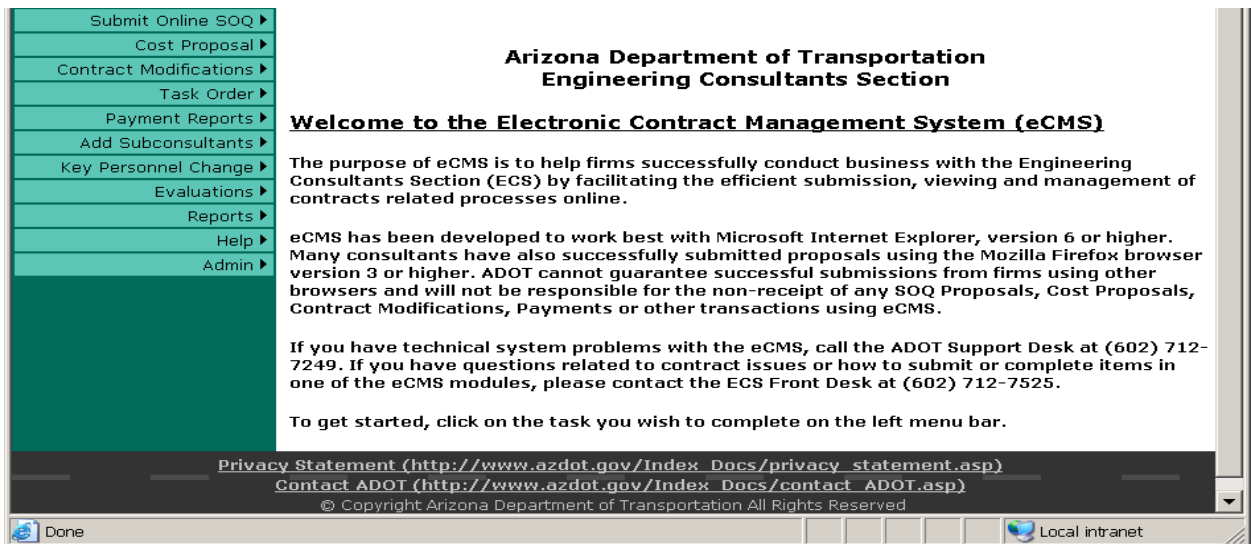 Submit Online SOQ
Cost Proposal
Contract Modifications
Task Order
Payment Reports
Add Subconsultants
Key Personnel Change
Evaluations
Reports
Help
Admin
Arizona Department of Transportation
Engineering Consultants Section
Welcome to the Electronic Contract Management System (eCMS)
The purpose of eCMS is to help firms successfully conduct business with the Engineering
Consultants Section (ECS) by facilitating the efficient submission, viewing and management of
contracts related processes online.
eCMS has been developed to work best with Microsoft Internet Explorer, version 6 or higher.
Many consultants have also successfully submitted proposals using the Mozilla Firefox browser
version 3 or higher. ADOT cannot guarantee successful submissions from firms using other
browsers and will not be responsible for the non-receipt of any SOQ Proposals, Cost Proposals,
Contract Modifications, Payments or other transactions using eCMS.
If you have technical system problems with the eCMS, call the ADOT Support Desk at (602) 712-
7249. If you have questions related to contract issues or how to submit or complete items in
one of the eCMS modules, please contact the ECS Front Desk at (602) 712-7525.
To get started, click on the task you wish to complete on the left menu bar.
Privacy Statement (http://www.azdot.gov/Index_Docs/privacy_statement.asp)
Contact ADOT (http://www.azdot.gov/Index_Docs/contact_ADOT.asp)
© Copyright Arizona Department of Transportation All Rights Reserved
Done
Local intranet